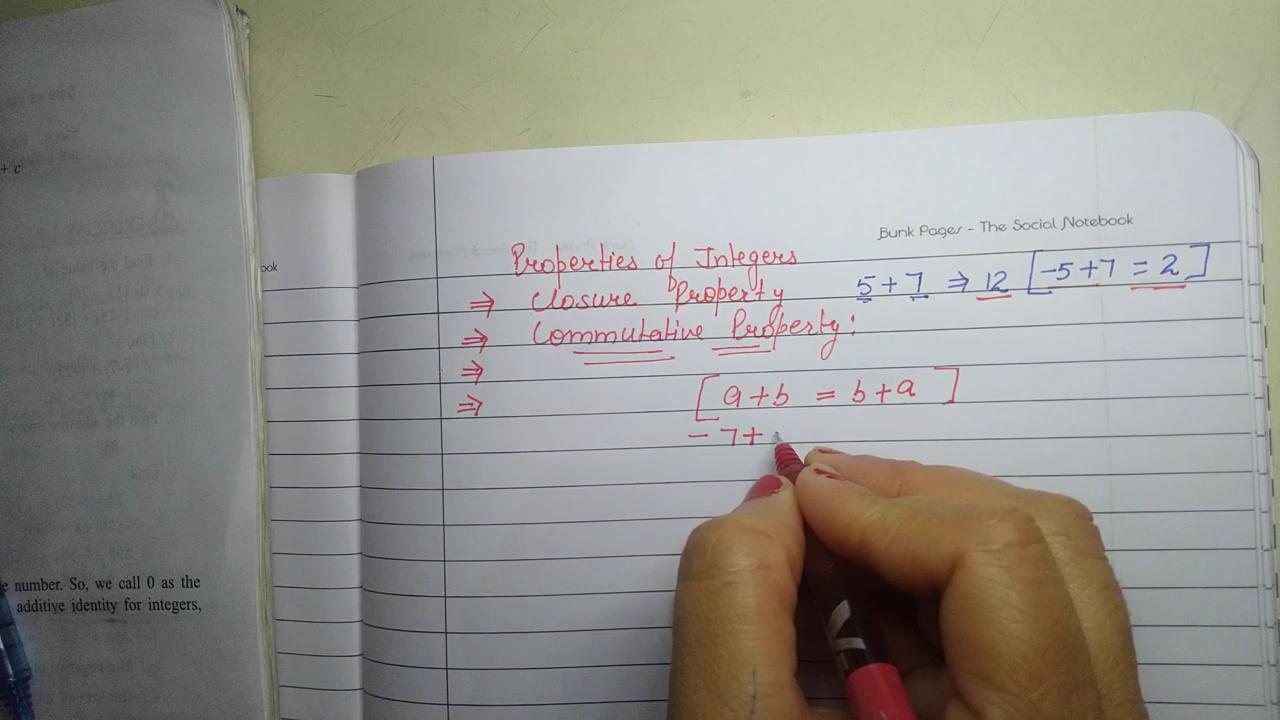 + c
number. So, we call 0 as the
additive identity for integers,
ook
Bunk Pages - The Social Notebook
Properties of Integers
⇒ Closure Property 5 + 7 ⇒ 12 [-5 + 7 = 2]
⇒ Commutative Property:
⇒
⇒ [a + b = b + a]
- 7 +